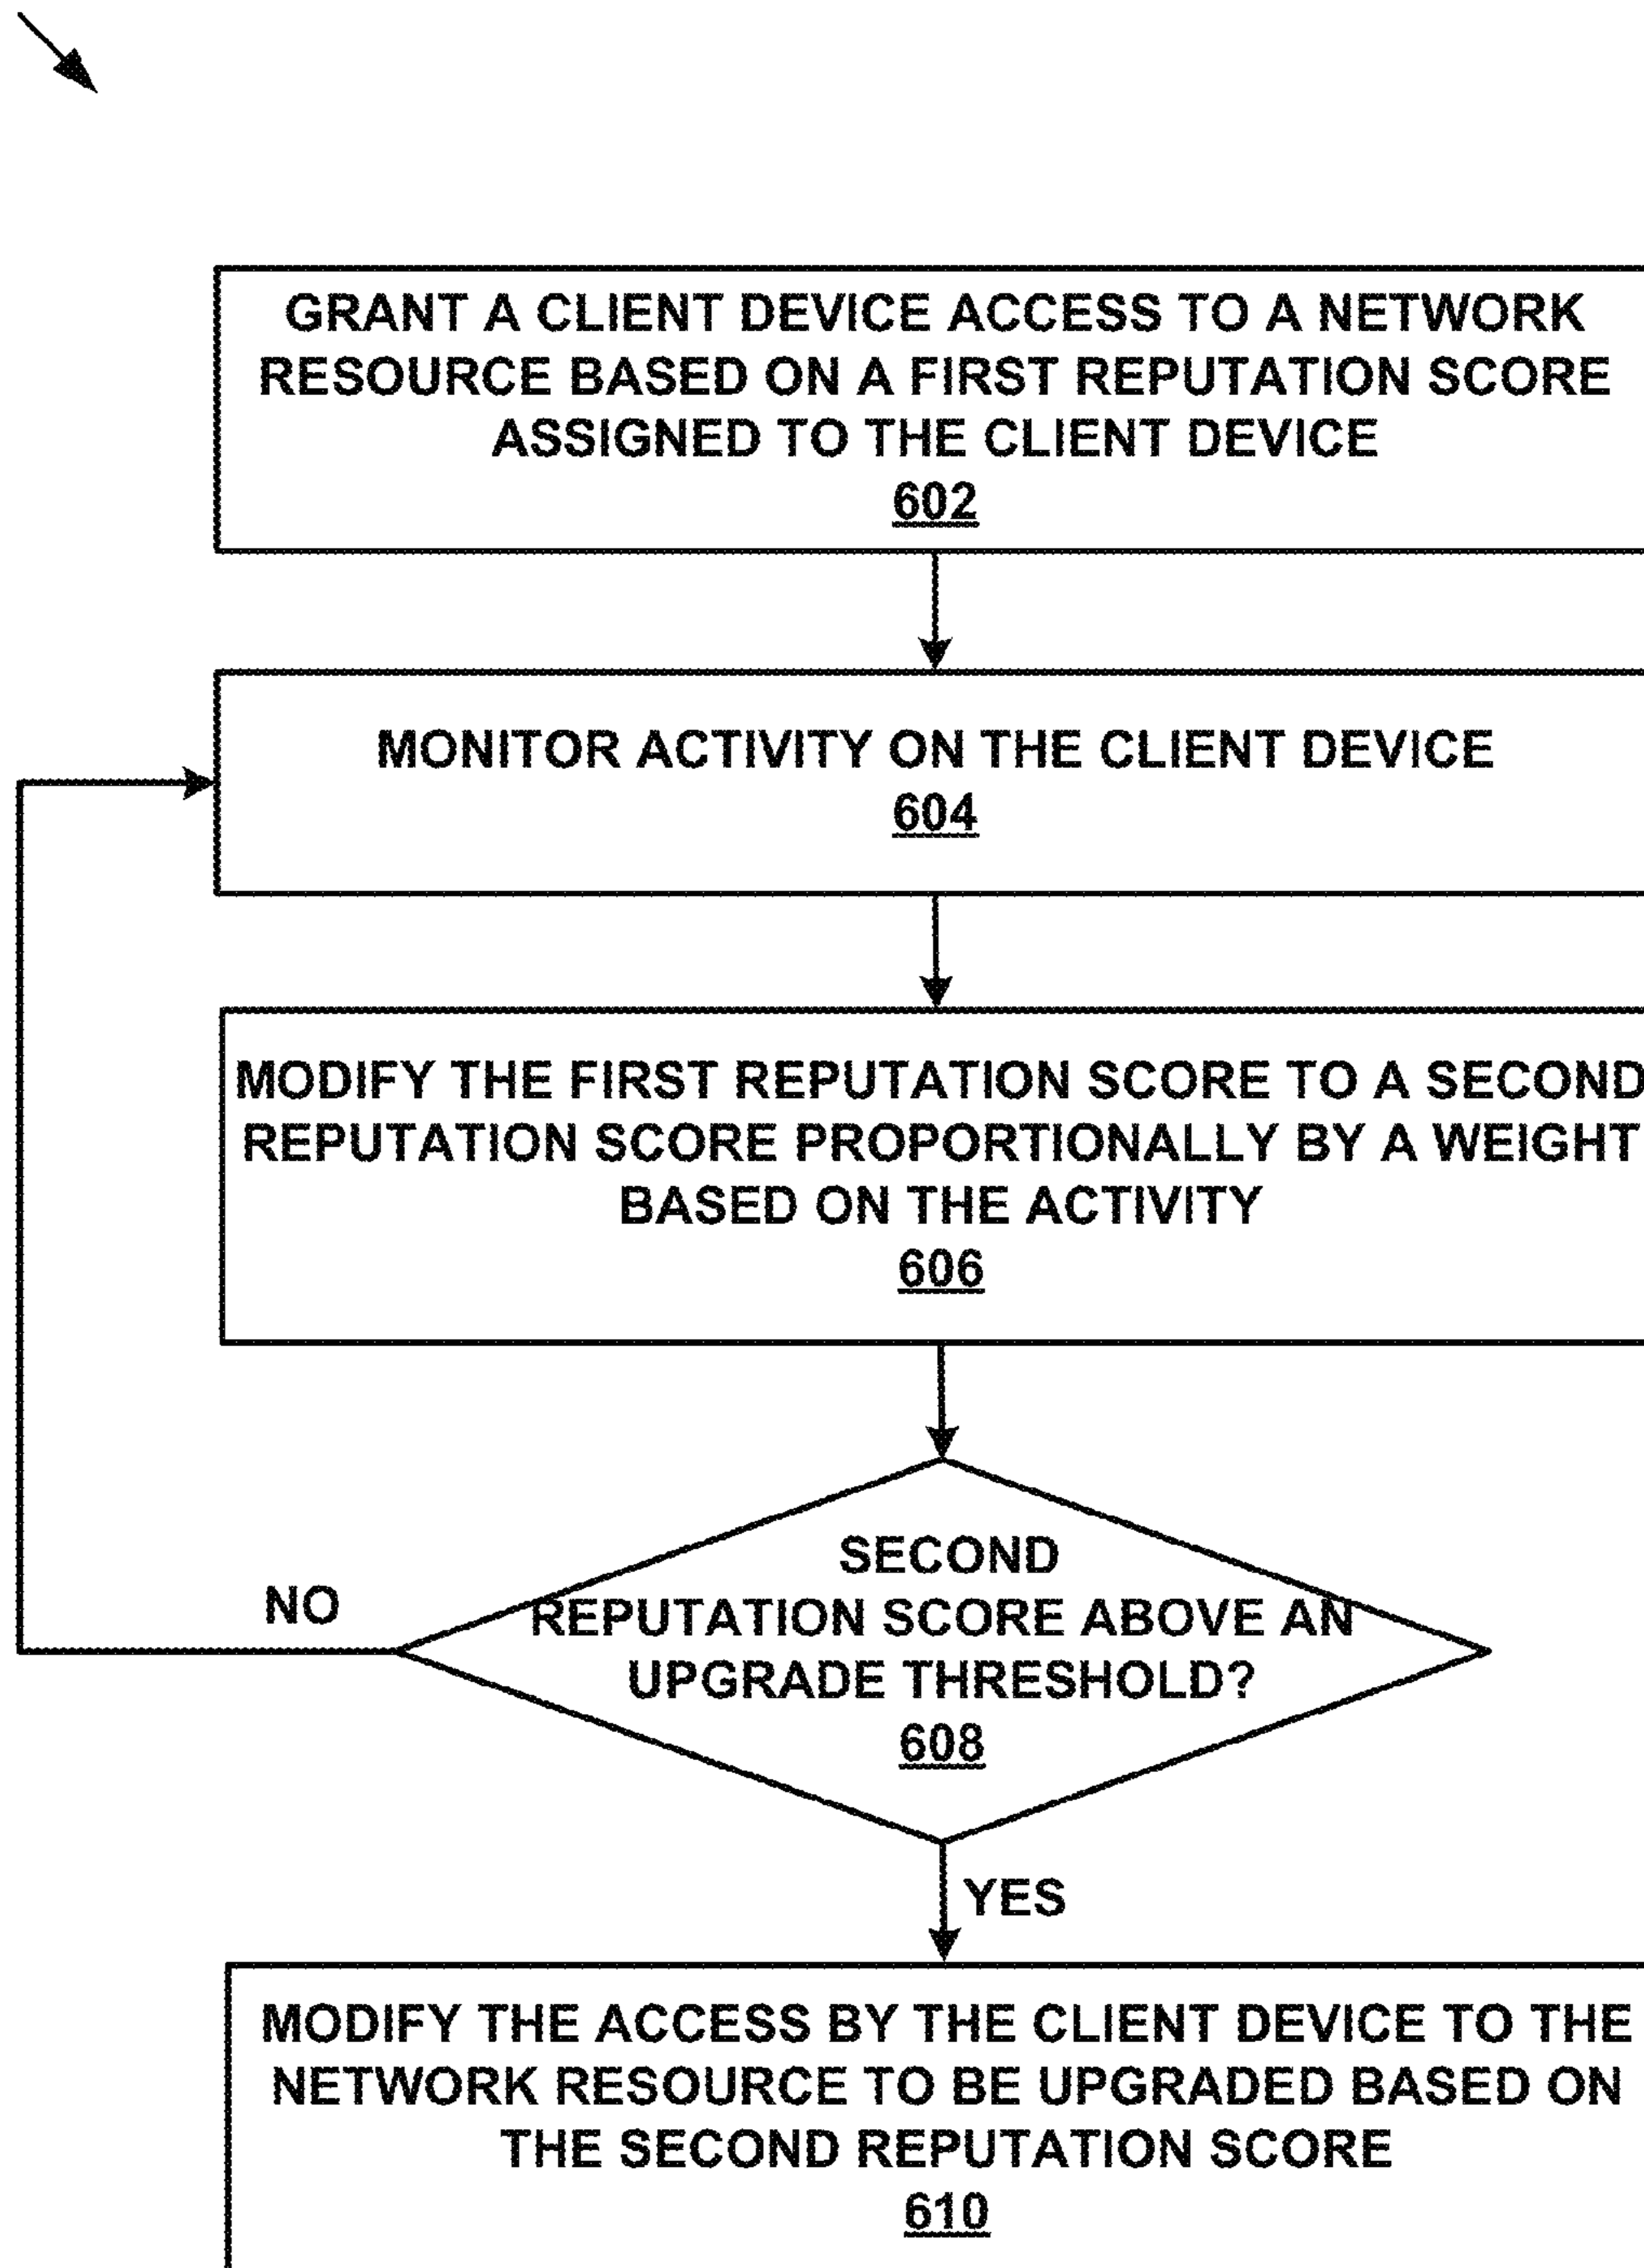 GRANT A CLIENT DEVICE ACCESS TO A NETWORK
RESOURCE BASED ON A FIRST REPUTATION SCORE
ASSIGNED TO THE CLIENT DEVICE
602
MONITOR ACTIVITY ON THE CLIENT DEVICE
604
MODIFY THE FIRST REPUTATION SCORE TO A SECOND
REPUTATION SCORE PROPORTIONALLY BY A WEIGHT
BASED ON THE ACTIVITY
606
SECOND
REPUTATION SCORE ABOVE AN
UPGRADE THRESHOLD?
608
NO
YES
MODIFY THE ACCESS BY THE CLIENT DEVICE TO THE
NETWORK RESOURCE TO BE UPGRADED BASED ON
THE SECOND REPUTATION SCORE
610